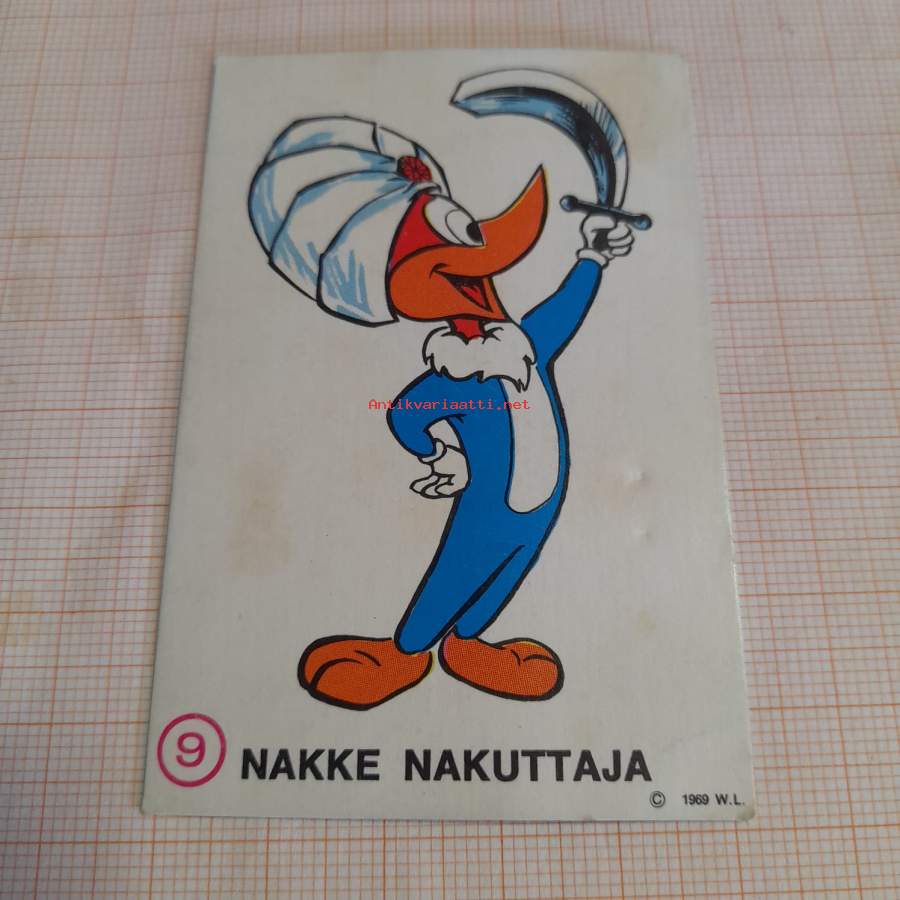 Antikvariaatti.net
9 NAKKE NAKUTTAJA
© 1969 W.L.